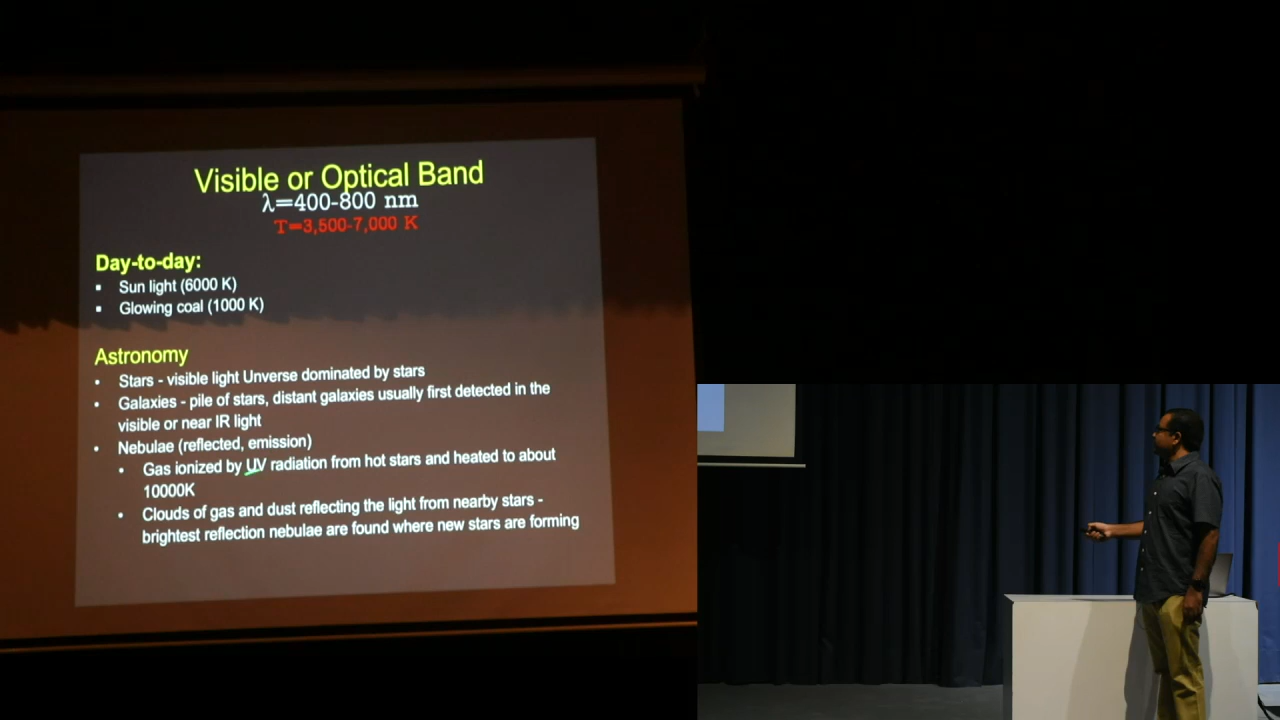 Visible or Optical Band
λ=400-800 nm
T=3,500-7,000 K
Day-to-day:
▪ Sun light (6000 K)
▪ Glowing coal (1000 K)
Astronomy
• Stars - visible light Unverse dominated by stars
• Galaxies - pile of stars, distant galaxies usually first detected in the
visible or near IR light
• Nebulae (reflected, emission)
• Gas ionized by UV radiation from hot stars and heated to about
10000K
• Clouds of gas and dust reflecting the light from nearby stars -
brightest reflection nebulae are found where new stars are forming